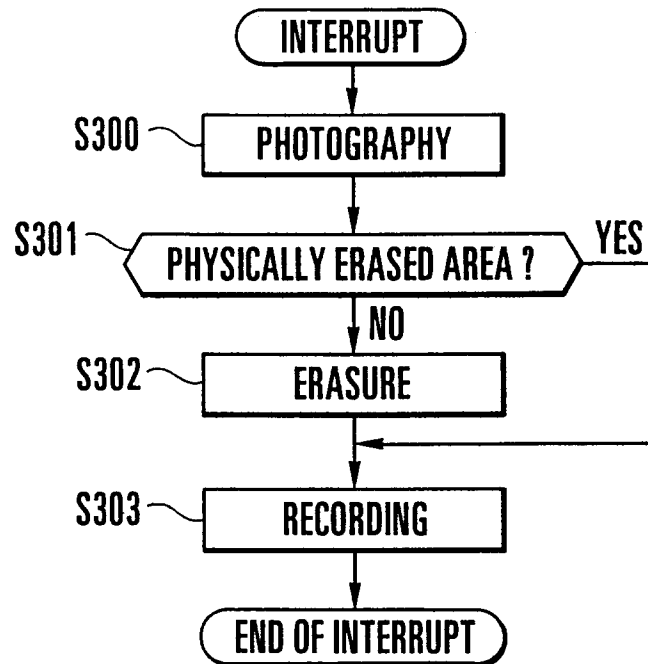 INTERRUPT
S300
PHOTOGRAPHY
S301
PHYSICALLY ERASED AREA ?
YES
NO
S302
ERASURE
S303
RECORDING
END OF INTERRUPT